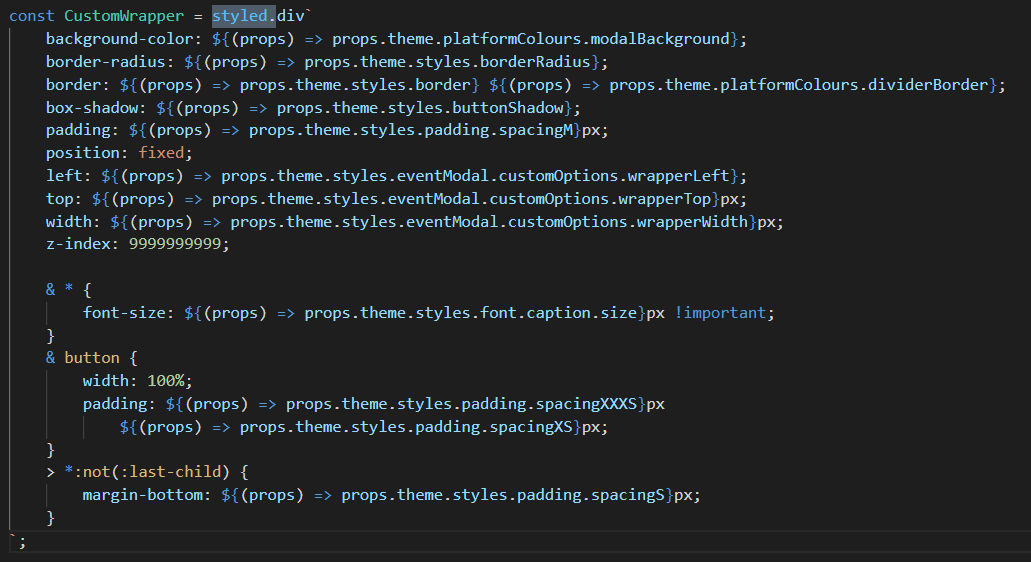 const CustomWrapper = styled.div`
background-color: ${(props) => props.theme.platformColours.modalBackground};
border-radius: ${(props) => props.theme.styles.borderRadius};
border: ${(props) => props.theme.styles.border} ${(props) => props.theme.platformColours.dividerBorder};
box-shadow: ${(props) => props.theme.styles.buttonShadow};
padding: ${(props) => props.theme.styles.padding.spacingM}px;
position: fixed;
left: ${(props) => props.theme.styles.eventModal.customOptions.wrapperLeft};
top: ${(props) => props.theme.styles.eventModal.customOptions.wrapperTop}px;
width: ${(props) => props.theme.styles.eventModal.customOptions.wrapperWidth}px;
z-index: 9999999999;
& * {
font-size: ${(props) => props.theme.styles.font.caption.size}px !important;
}
& button {
width: 100%;
padding: ${(props) => props.theme.styles.padding.spacingXXXS}px
${(props) => props.theme.styles.padding.spacingXS}px;
}
> *:not(:last-child) {
margin-bottom: ${(props) => props.theme.styles.padding.spacingS}px;
}
`;